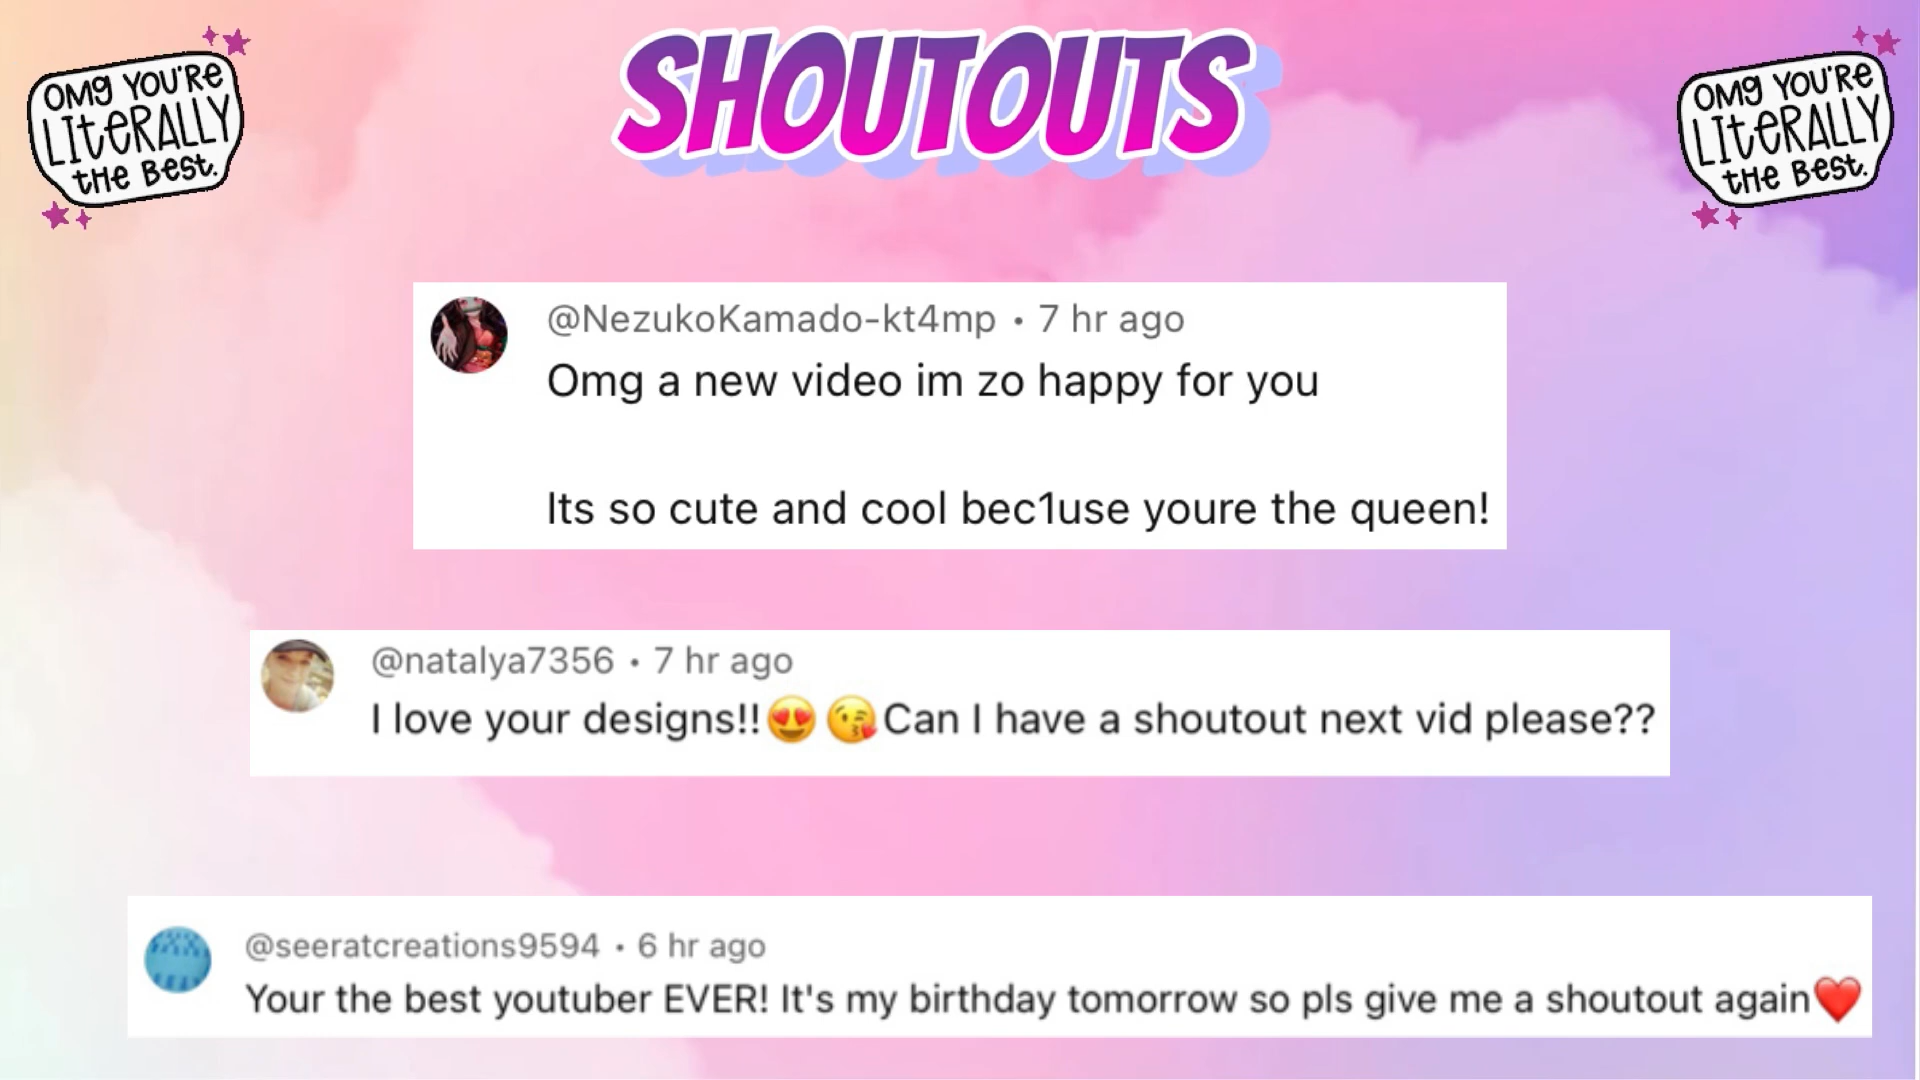 OMG YOU'RE
LITERALLY
THE BEST.
SHOUTOUTS
OMG YOU'RE
LITERALLY
THE BEST.
@NezukoKamado-kt4mp • 7 hr ago
Omg a new video im zo happy for you
Its so cute and cool bec1use youre the queen!
@natalya7356 • 7 hr ago
I love your designs!!😍😘Can I have a shoutout next vid please??
@seeratcreations9594 • 6 hr ago
Your the best youtuber EVER! It's my birthday tomorrow so pls give me a shoutout again❤️